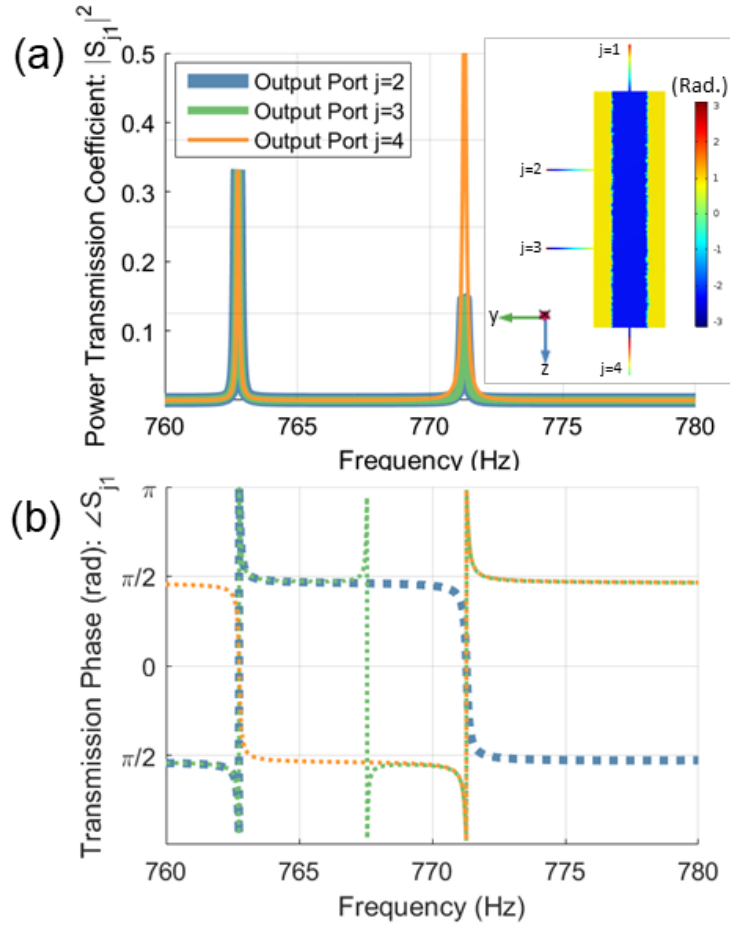 (a)
Power Transmission Coefficient: |S_j1|^2
0.5
0.4
0.3
0.2
0.1
Output Port j=2
Output Port j=3
Output Port j=4
760
765
770
775
780
Frequency (Hz)
j=1
j=2
j=3
j=4
y
z
(Rad.)
3
2
1
0
-1
-2
-3
(b)
Transmission Phase (rad): ∠S_j1
π
π/2
0
π/2
760
765
770
775
780
Frequency (Hz)